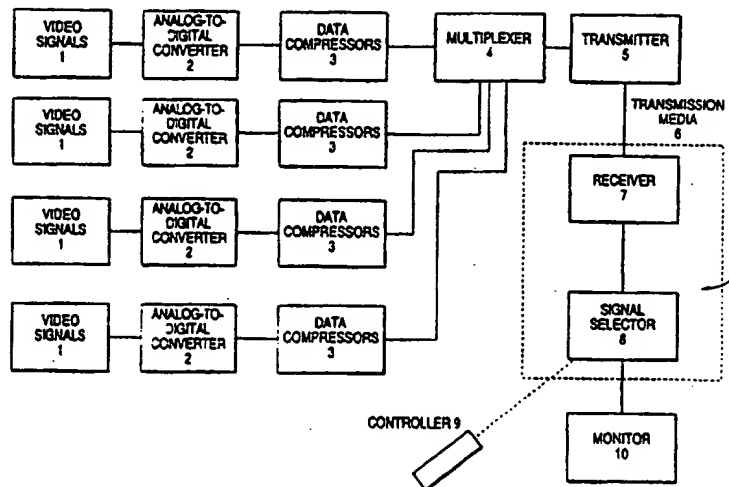 VIDEO
SIGNALS
1
ANALOG-TO-
DIGITAL
CONVERTER
2
DATA
COMPRESSORS
3
MULTIPLEXER
4
TRANSMITTER
5
VIDEO
SIGNALS
1
ANALOG-TO-
DIGITAL
CONVERTER
2
DATA
COMPRESSORS
3
TRANSMISSION
MEDIA
6
RECEIVER
7
VIDEO
SIGNALS
1
ANALOG-TO-
DIGITAL
CONVERTER
2
DATA
COMPRESSORS
3
VIDEO
SIGNALS
1
ANALOG-TO-
DIGITAL
CONVERTER
2
DATA
COMPRESSORS
3
SIGNAL
SELECTOR
8
CONTROLLER 9
MONITOR
10